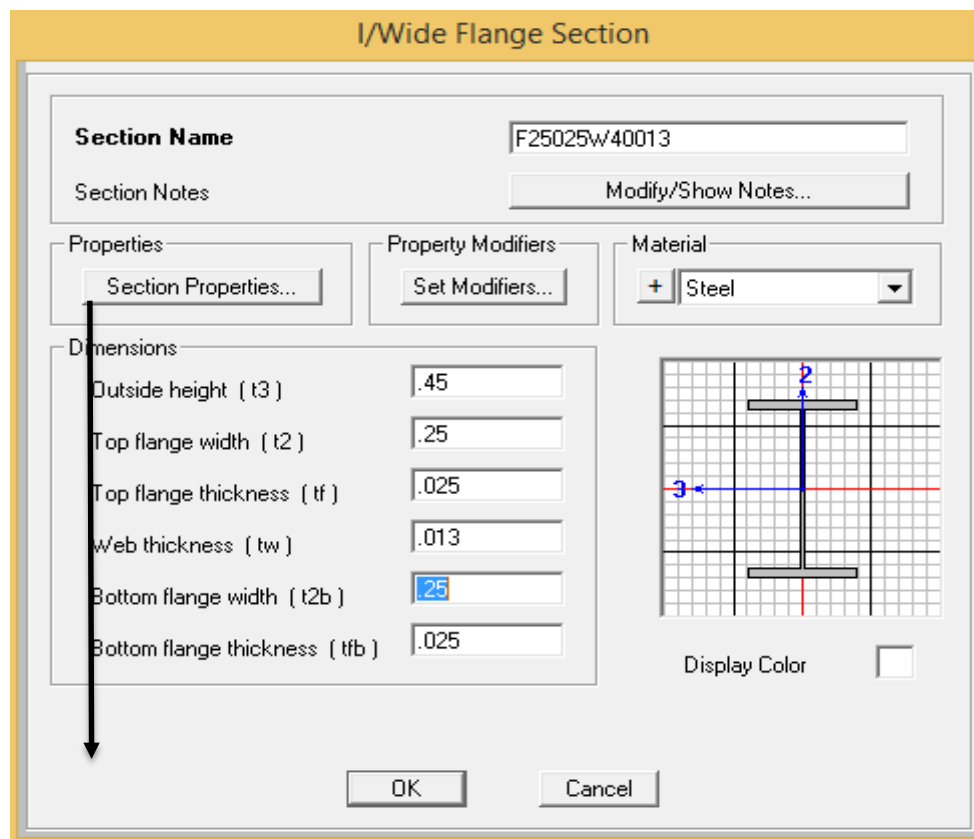 I/Wide Flange Section
Section Name F25025W40013
Section Notes Modify/Show Notes...
Properties Property Modifiers Material
Section Properties... Set Modifiers... + Steel
Dimensions
Outside height ( t3 ) .45
Top flange width ( t2 ) .25
Top flange thickness ( tf ) .025
Web thickness ( tw ) .013
Bottom flange width ( t2b ) .25
Bottom flange thickness ( tfb ) .025
2
3
Display Color
OK Cancel